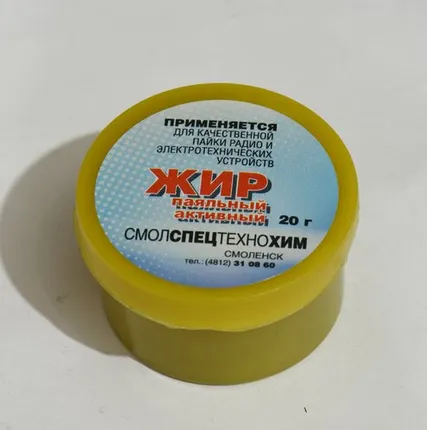 ПРИМЕНЯЕТСЯ
ДЛЯ КАЧЕСТВЕННОЙ
ПАЙКИ РАДИО И
ЭЛЕКТРОТЕХНИЧЕСКИХ
УСТРОЙСТВ
ЖИР
паяльный
активный 20 г
СМОЛСПЕЦТЕХНОХИМ
СМОЛЕНСК
тел.: (4812) 31 08 60